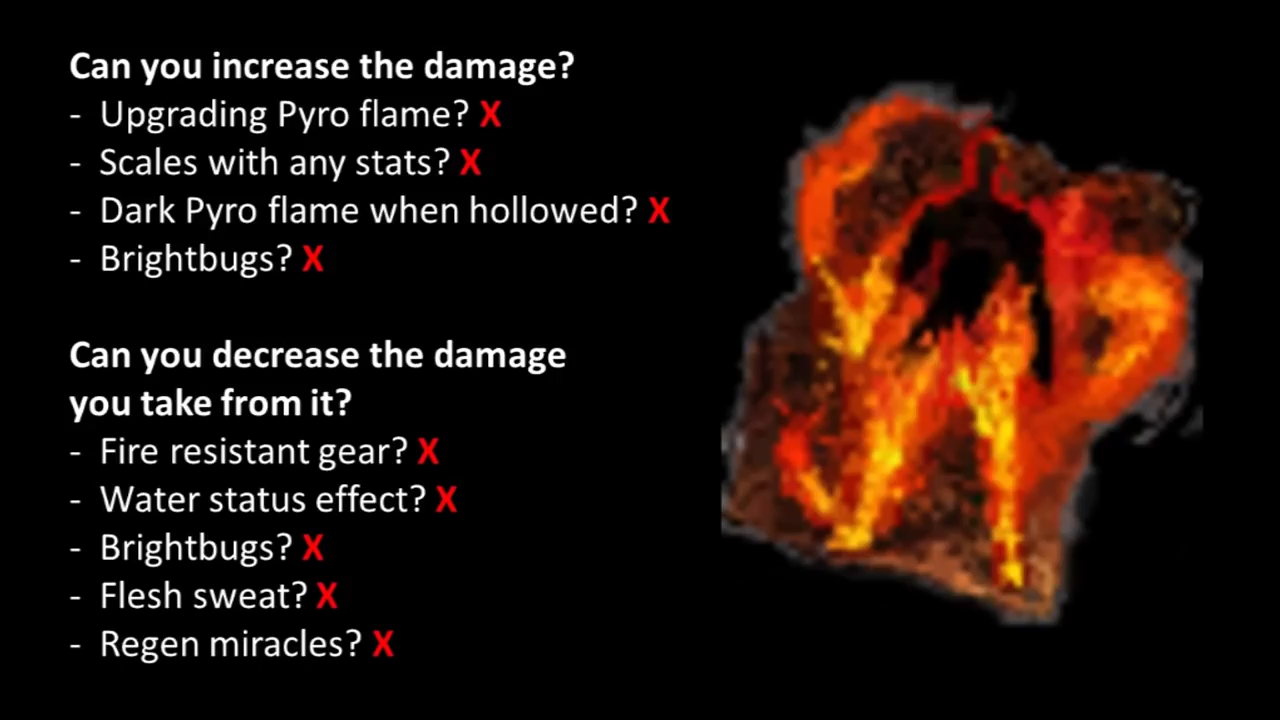 Can you increase the damage?
- Upgrading Pyro flame? X
- Scales with any stats? X
- Dark Pyro flame when hollowed? X
- Brightbugs? X
Can you decrease the damage
you take from it?
- Fire resistant gear? X
- Water status effect? X
- Brightbugs? X
- Flesh sweat? X
- Regen miracles? X